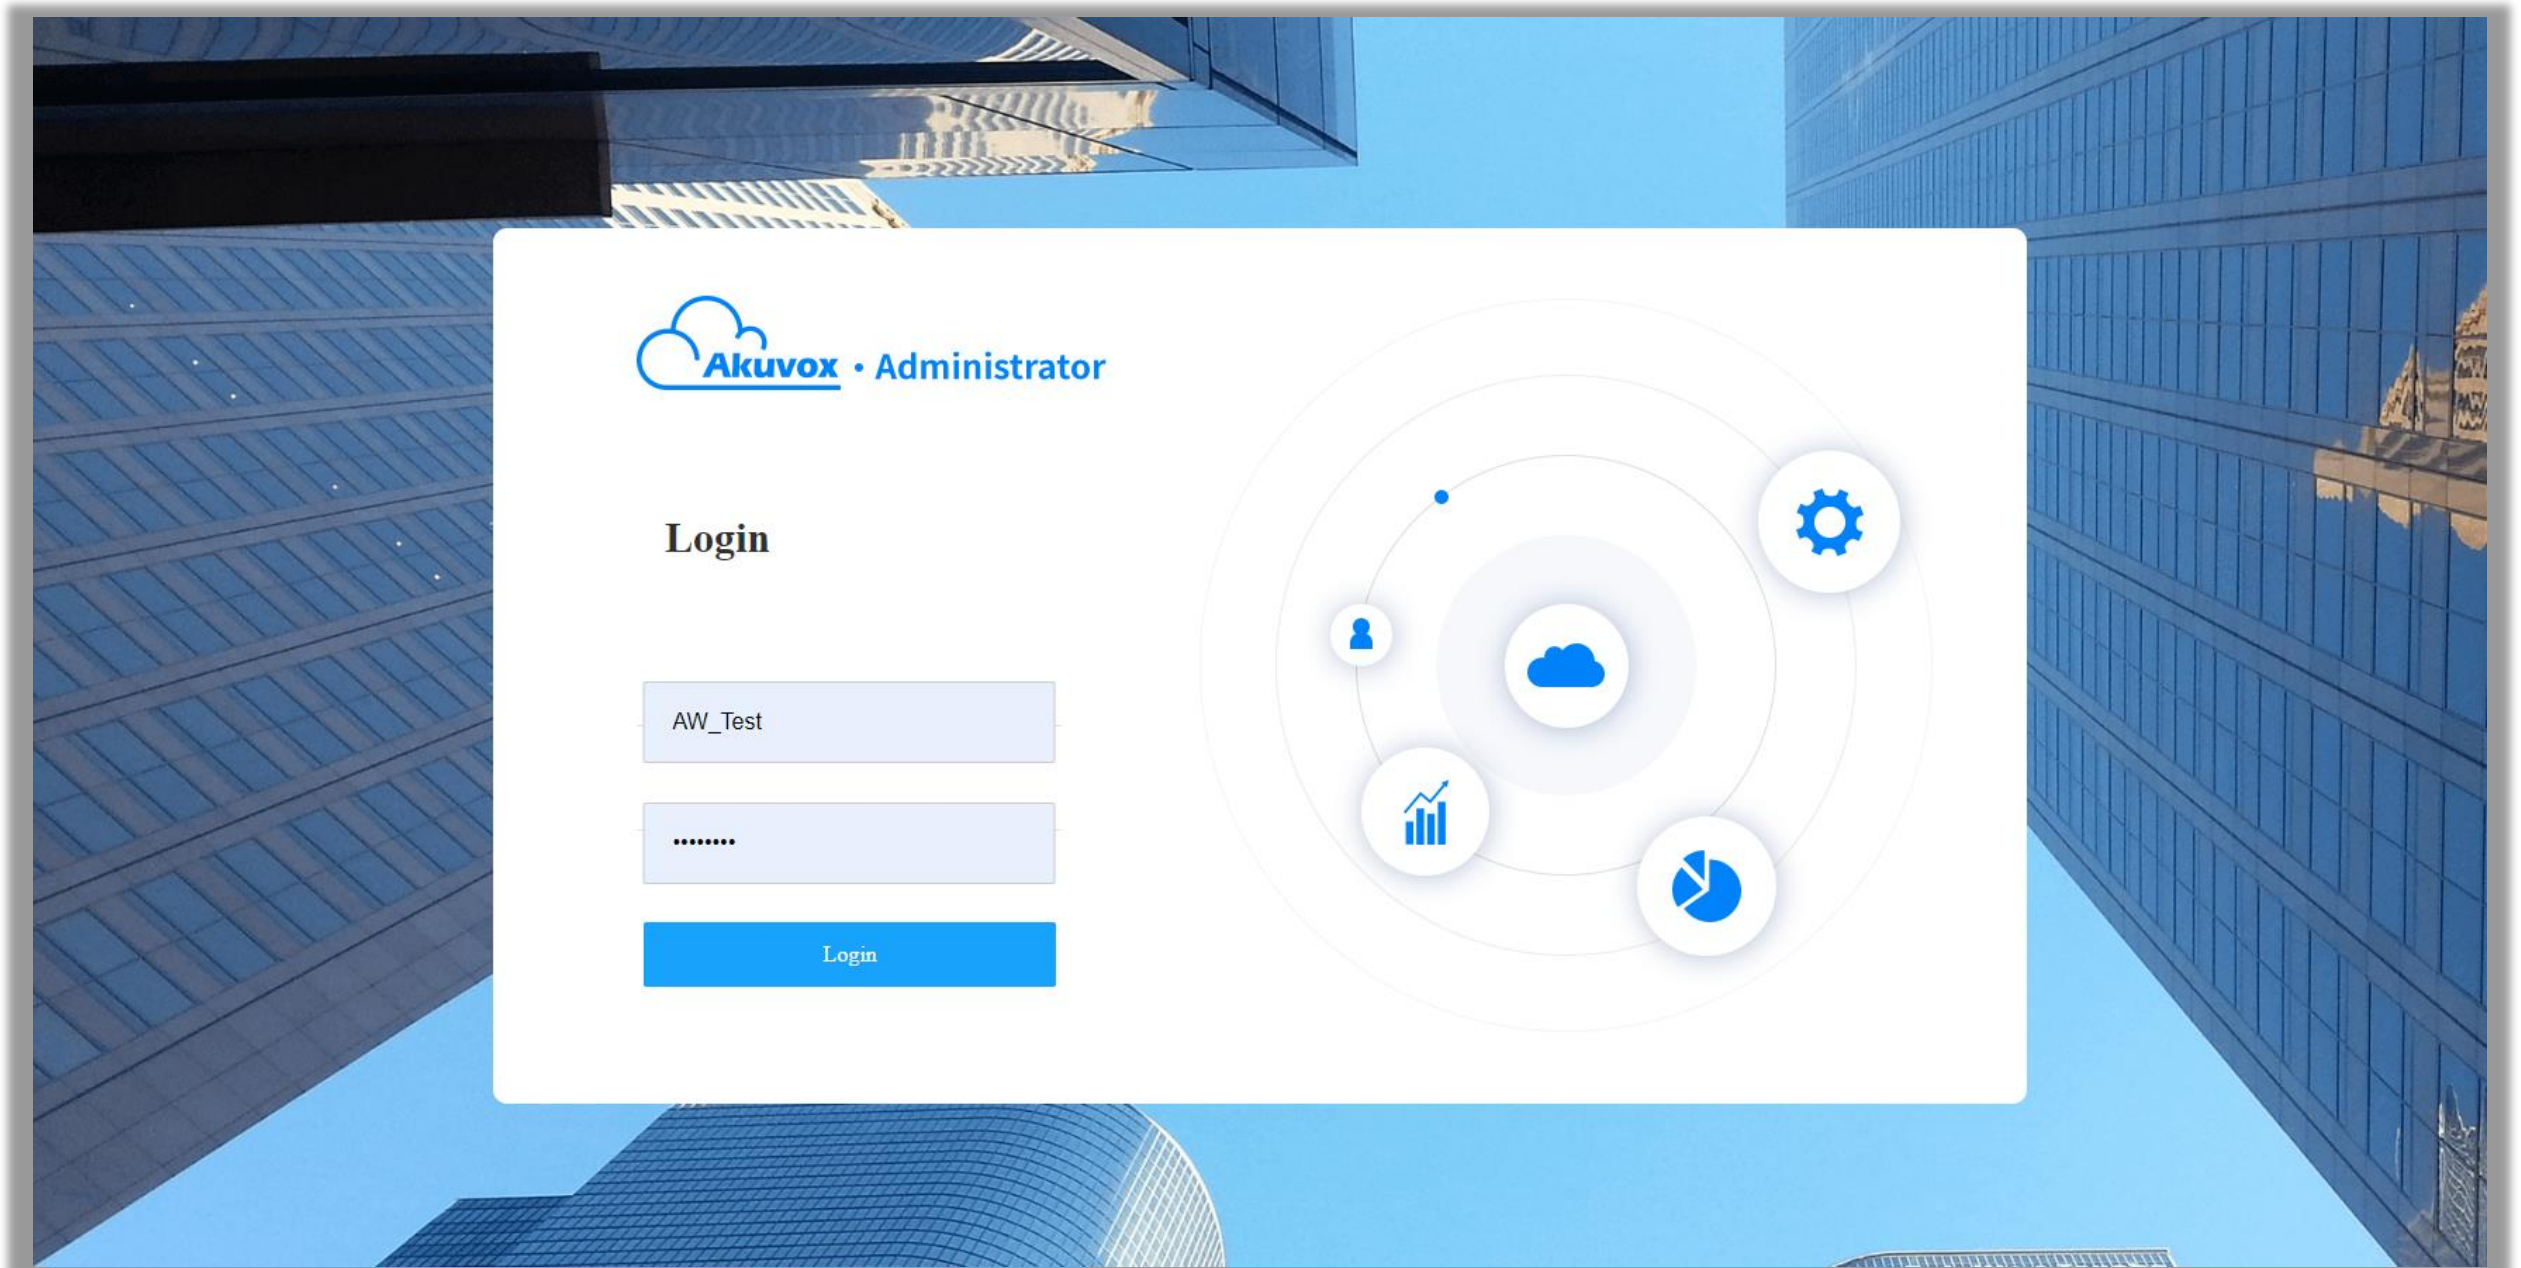 Akuvox · Administrator
Login
AW_Test
••••••••
Login